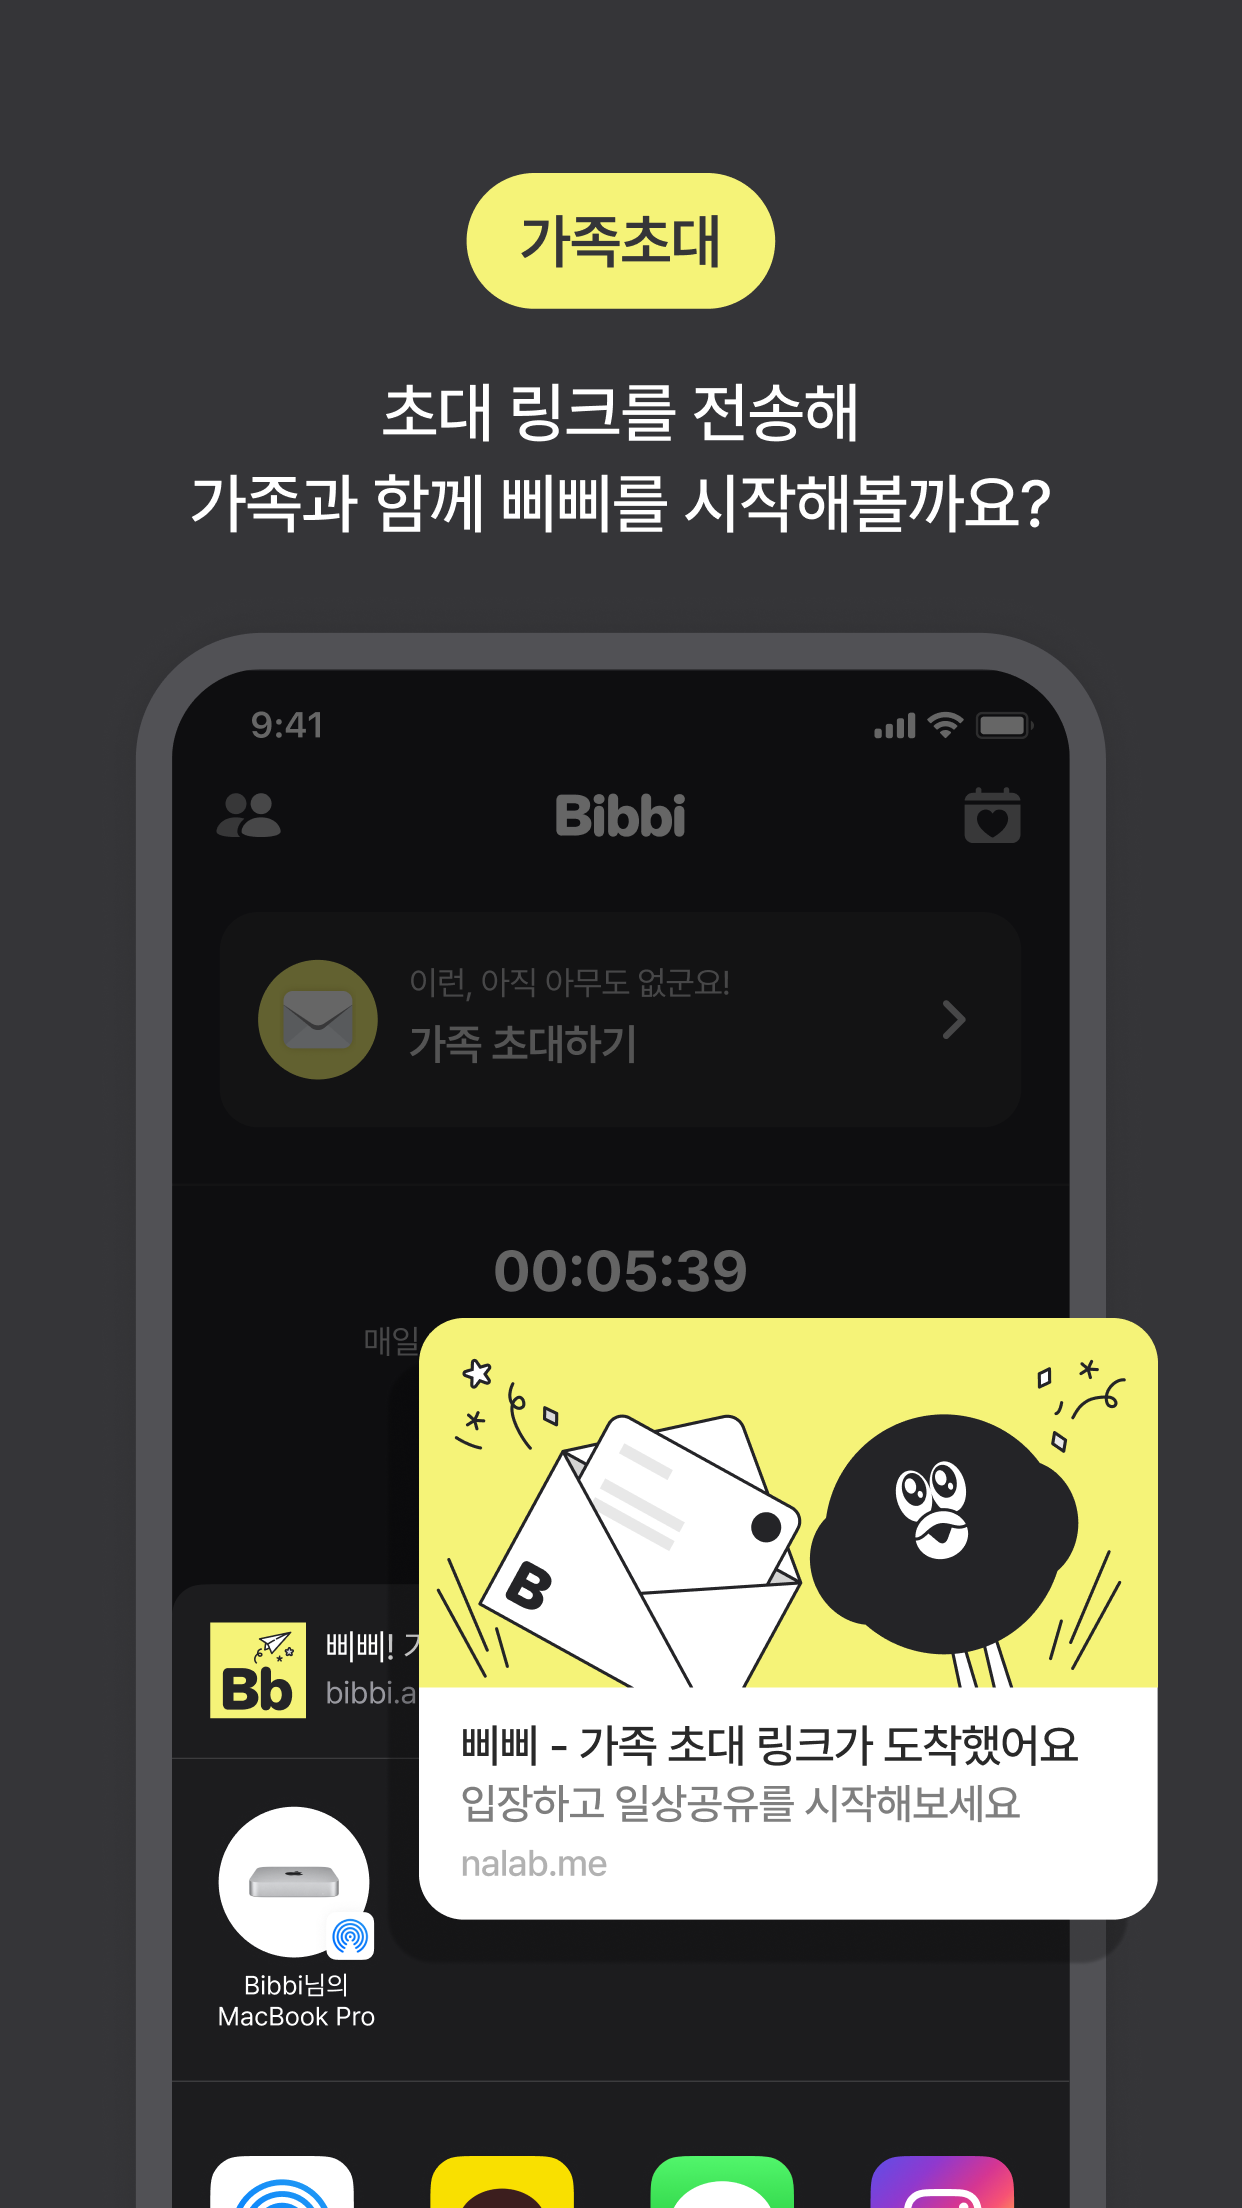 가족초대
초대 링크를 전송해
가족과 함께 삐삐를 시작해볼까요?
9:41
Bibbi
이런, 아직 아무도 없군요!
가족 초대하기
00:05:39
매일
B
삐삐!
bibbi.a
Bb
삐삐 - 가족 초대 링크가 도착했어요
입장하고 일상공유를 시작해보세요
nalab.me
Bibbi님의
MacBook Pro